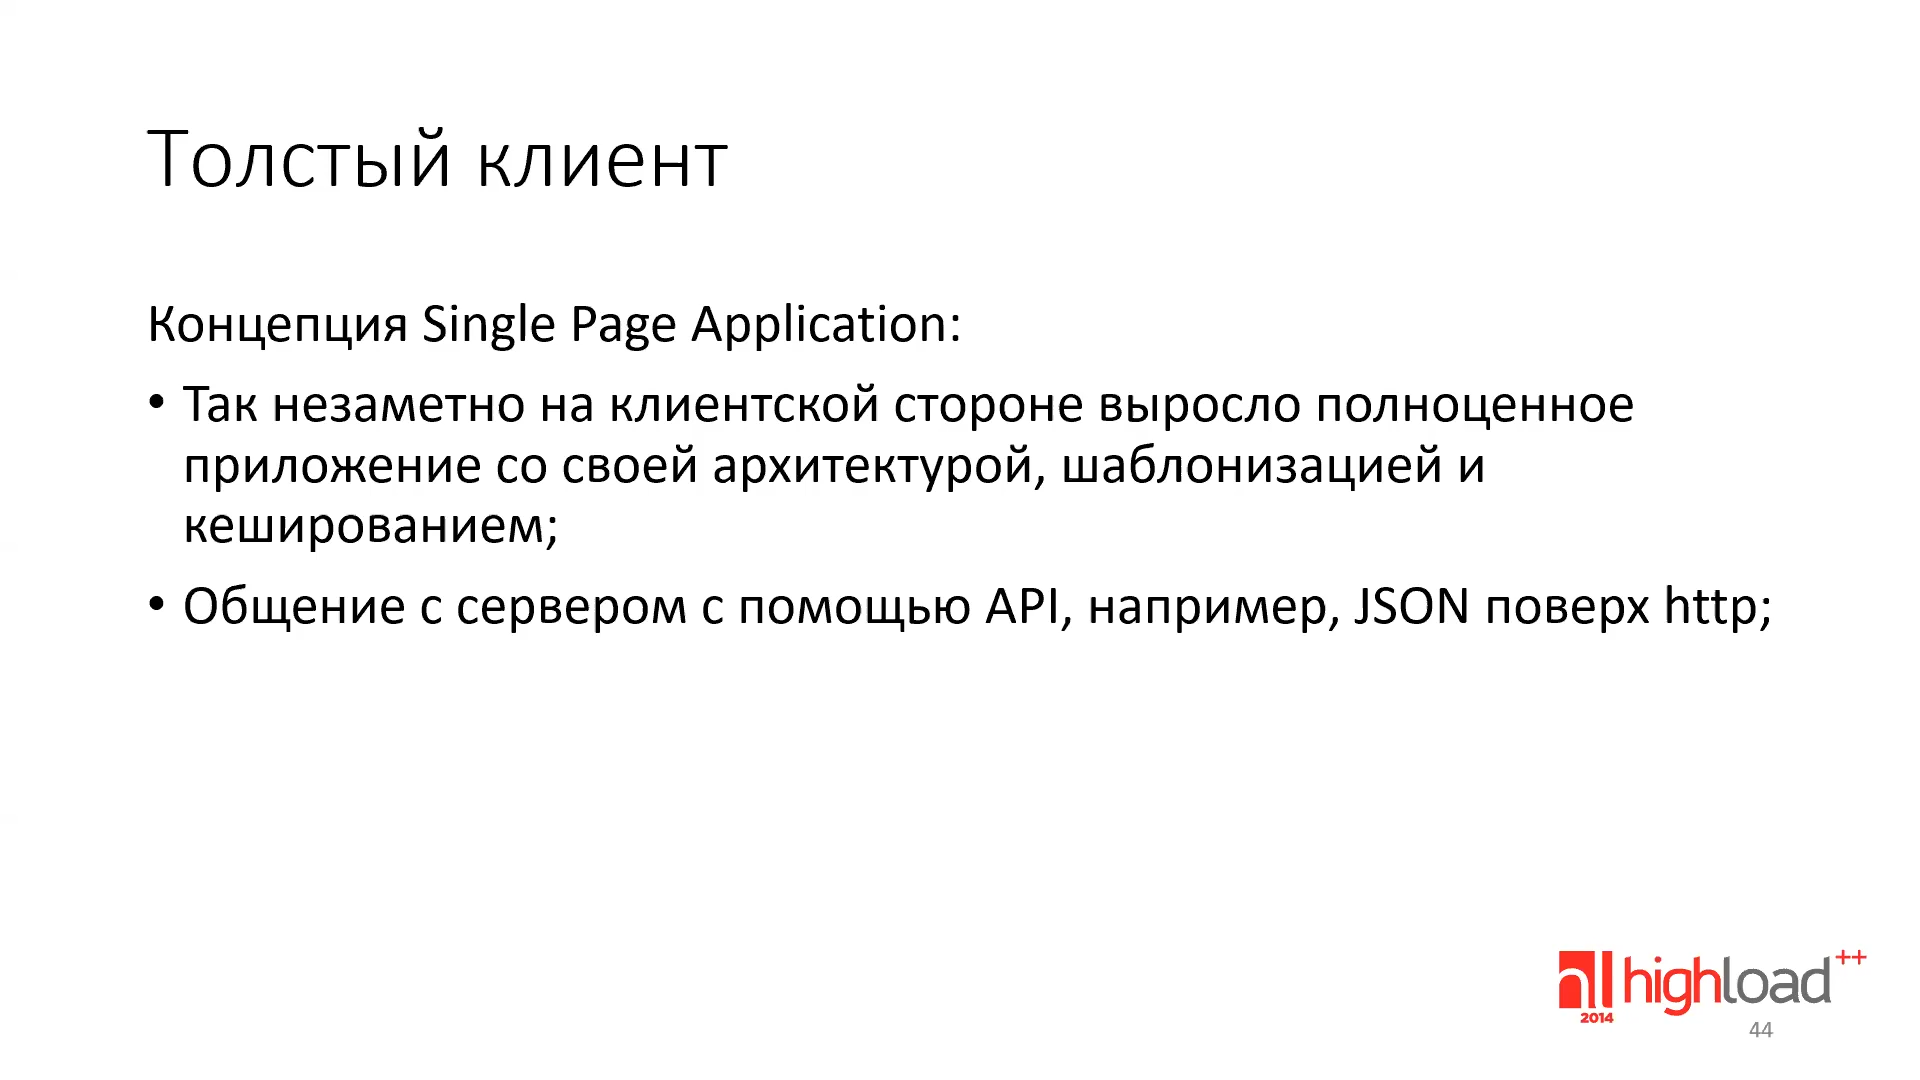 Толстый клиент
Концепция Single Page Application:
• Так незаметно на клиентской стороне выросло полноценное
приложение со своей архитектурой, шаблонизацией и
кешированием;
• Общение с сервером с помощью API, например, JSON поверх http;
highload++
2014
44